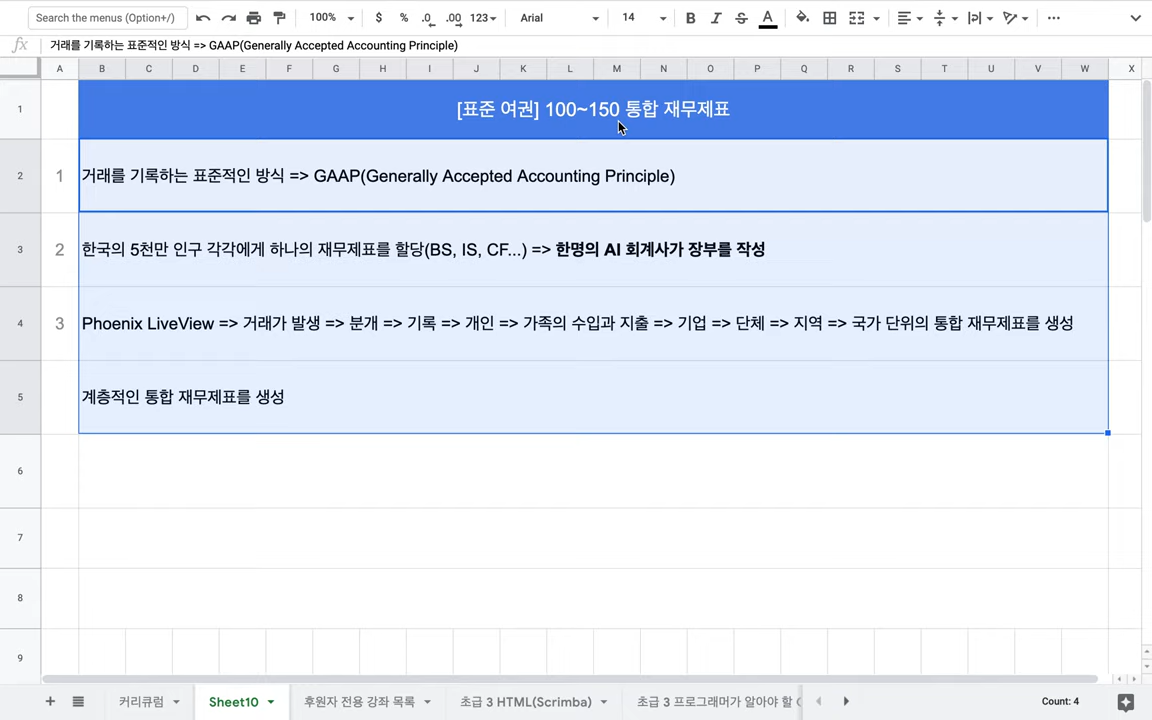 Search the menus (Option+/) 100% $ % .0 .00 123 Arial 14 B I S A
fx 거래를 기록하는 표준적인 방식 => GAAP(Generally Accepted Accounting Principle)
A B C D E F G H I J K L M N O P Q R S T U V W X
1 [표준 여권] 100~150 통합 재무제표
2 1 거래를 기록하는 표준적인 방식 => GAAP(Generally Accepted Accounting Principle)
3 2 한국의 5천만 인구 각각에게 하나의 재무제표를 할당(BS, IS, CF...) => 한명의 AI 회계사가 장부를 작성
4 3 Phoenix LiveView => 거래가 발생 => 분개 => 기록 => 개인 => 가족의 수입과 지출 => 기업 => 단체 => 지역 => 국가 단위의 통합 재무제표를 생성
5 계층적인 통합 재무제표를 생성
6
7
8
9
커리큘럼 Sheet10 후원자 전용 강좌 목록 초급 3 HTML(Scrimba) 초급 3 프로그래머가 알아야 할 Count: 4